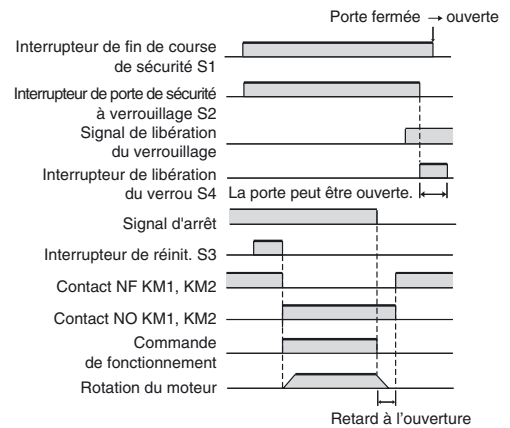 Porte fermée → ouverte
Interrupteur de fin de course
de sécurité S1
Interrupteur de porte de sécurité
à verrouillage S2
Signal de libération
du verrouillage
Interrupteur de libération
du verrou S4
La porte peut être ouverte.
Signal d'arrêt
Interrupteur de réinit. S3
Contact NF KM1, KM2
Contact NO KM1, KM2
Commande
de fonctionnement
Rotation du moteur
Retard à l'ouverture